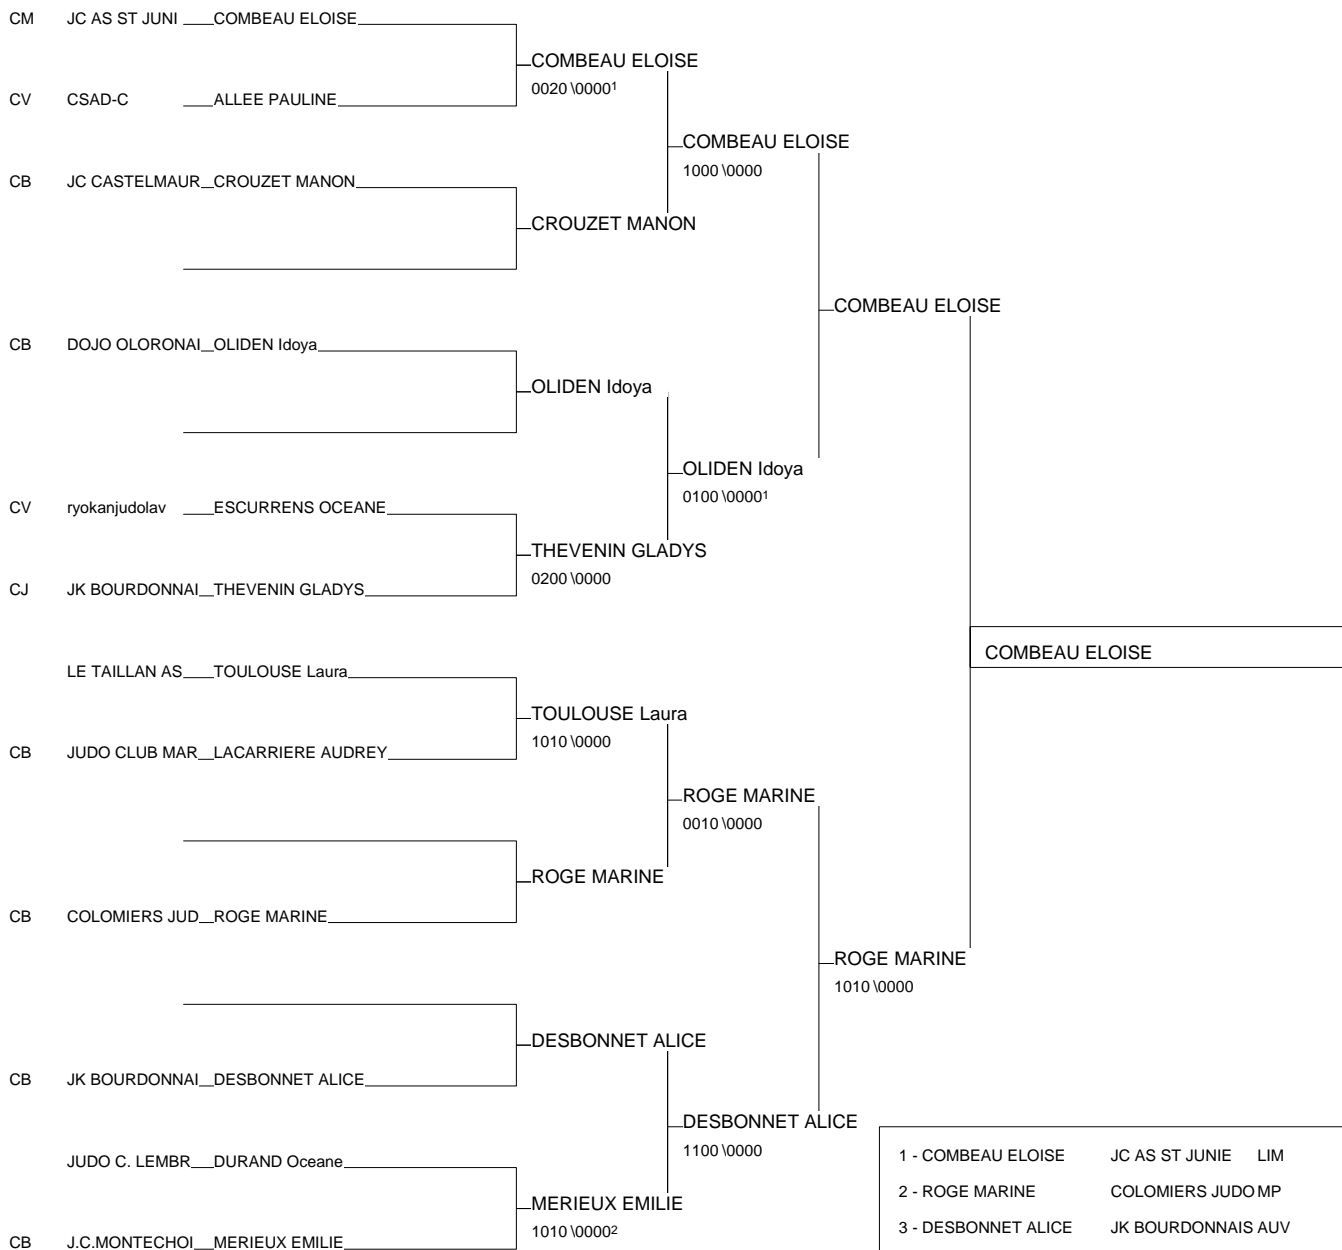 CM JC AS ST JUNI COMBEAU ELOISE
COMBEAU ELOISE
0020 \0000¹
CV CSAD-C ALLEE PAULINE
COMBEAU ELOISE
1000 \0000
CB JC CASTELMAUR CROUZET MANON
CROUZET MANON
COMBEAU ELOISE
CB DOJO OLORONAI OLIDEN Idoya
OLIDEN Idoya
OLIDEN Idoya
0100 \0000¹
CV ryokanjudolav ESCURRENS OCEANE
THEVENIN GLADYS
0200 \0000
CJ JK BOURDONNAI THEVENIN GLADYS
COMBEAU ELOISE
LE TAILLAN AS TOULOUSE Laura
TOULOUSE Laura
1010 \0000
CB JUDO CLUB MAR LACARRIERE AUDREY
ROGE MARINE
0010 \0000
ROGE MARINE
CB COLOMIERS JUD ROGE MARINE
ROGE MARINE
1010 \0000
DESBONNET ALICE
CB JK BOURDONNAI DESBONNET ALICE
DESBONNET ALICE
1100 \0000
JUDO C. LEMBR DURAND Oceane
MERIEUX EMILIE
1010 \0000²
CB J.C.MONTECHOI MERIEUX EMILIE
1 - COMBEAU ELOISE JC AS ST JUNIE LIM
2 - ROGE MARINE COLOMIERS JUDO MP
3 - DESBONNET ALICE JK BOURDONNAIS AUV